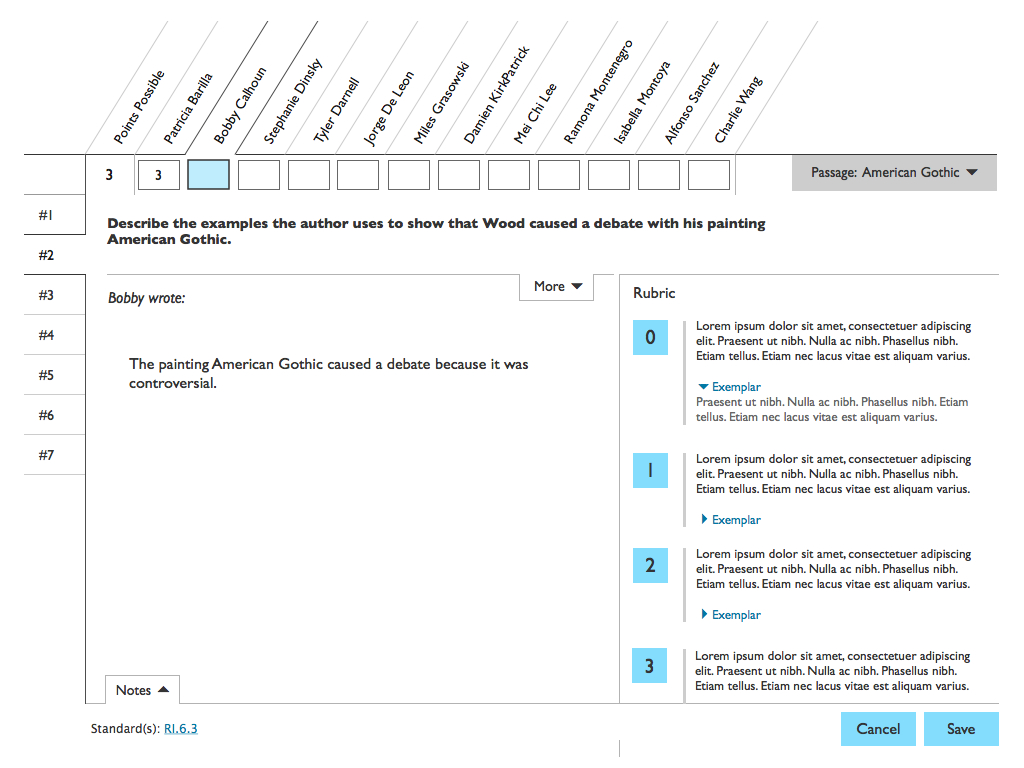 Points Possible
Patricia Barilla
Bobby Calhoun
Stephanie Dinsky
Tyler Darnell
Jorge De Leon
Miles Grasowski
Damien KirkPatrick
Mei Chi Lee
Ramona Montenegro
Isabella Montoya
Alfonso Sanchez
Charlie Wang
3 3 Passage: American Gothic
#1
#2
#3
#4
#5
#6
#7
Describe the examples the author uses to show that Wood caused a debate with his painting
American Gothic.
Bobby wrote:
More
The painting American Gothic caused a debate because it was
controversial.
Notes
Rubric
0
Lorem ipsum dolor sit amet, consectetuer adipiscing
elit. Praesent ut nibh. Nulla ac nibh. Phasellus nibh.
Etiam tellus. Etiam nec lacus vitae est aliquam varius.
Exemplar
Praesent ut nibh. Nulla ac nibh. Phasellus nibh. Etiam
tellus. Etiam nec lacus vitae est aliquam varius.
1
Lorem ipsum dolor sit amet, consectetuer adipiscing
elit. Praesent ut nibh. Nulla ac nibh. Phasellus nibh.
Etiam tellus. Etiam nec lacus vitae est aliquam varius.
Exemplar
2
Lorem ipsum dolor sit amet, consectetuer adipiscing
elit. Praesent ut nibh. Nulla ac nibh. Phasellus nibh.
Etiam tellus. Etiam nec lacus vitae est aliquam varius.
Exemplar
3
Lorem ipsum dolor sit amet, consectetuer adipiscing
elit. Praesent ut nibh. Nulla ac nibh. Phasellus nibh.
Etiam tellus. Etiam nec lacus vitae est aliquam varius.
Standard(s): RI.6.3
Cancel
Save